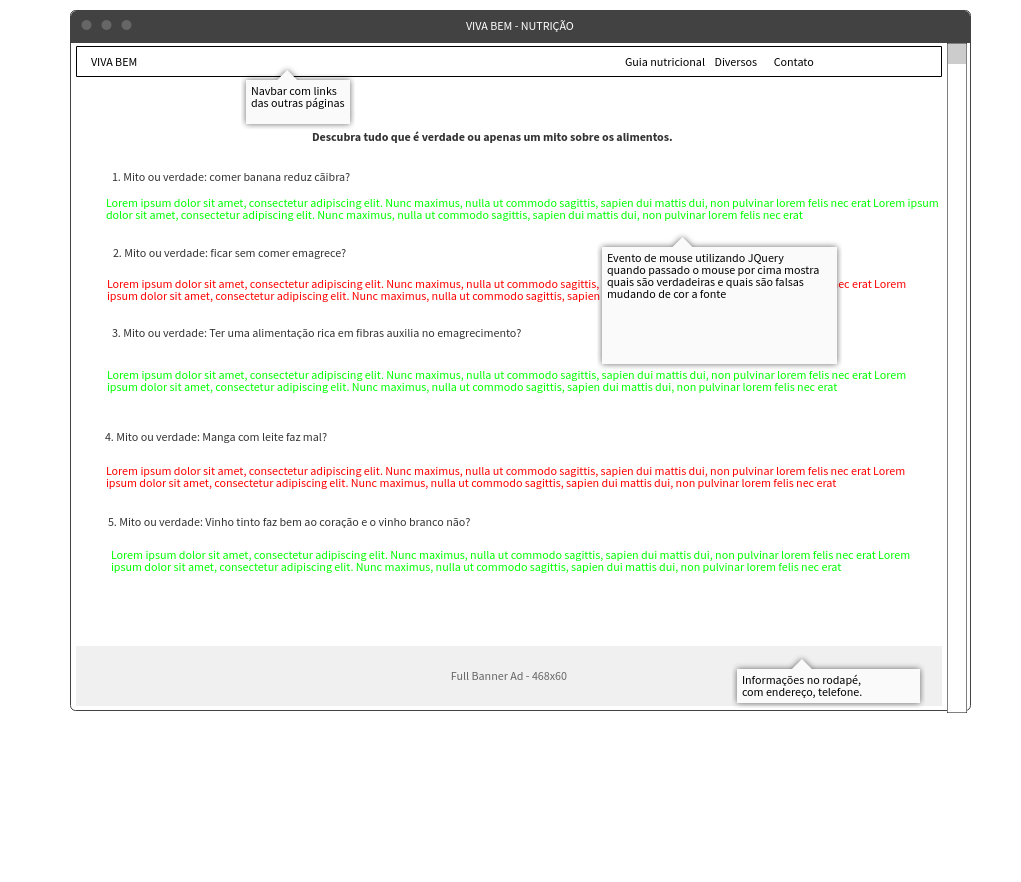 VIVA BEM - NUTRIÇÃO
VIVA BEM
Guia nutricional
Diversos
Contato
Navbar com links
das outras páginas
Descubra tudo que é verdade ou apenas um mito sobre os alimentos.
1. Mito ou verdade: comer banana reduz cãibra?
Lorem ipsum dolor sit amet, consectetur adipiscing elit. Nunc maximus, nulla ut commodo sagittis, sapien dui mattis dui, non pulvinar lorem felis nec erat Lorem ipsum
dolor sit amet, consectetur adipiscing elit. Nunc maximus, nulla ut commodo sagittis, sapien dui mattis dui, non pulvinar lorem felis nec erat
2. Mito ou verdade: ficar sem comer emagrece?
Evento de mouse utilizando JQuery
quando passado o mouse por cima mostra
quais são verdadeiras e quais são falsas
mudando de cor a fonte
Lorem ipsum dolor sit amet, consectetur adipiscing elit. Nunc maximus, nulla ut commodo sagittis, ec erat Lorem
ipsum dolor sit amet, consectetur adipiscing elit. Nunc maximus, nulla ut commodo sagittis, sapien
3. Mito ou verdade: Ter uma alimentação rica em fibras auxilia no emagrecimento?
Lorem ipsum dolor sit amet, consectetur adipiscing elit. Nunc maximus, nulla ut commodo sagittis, sapien dui mattis dui, non pulvinar lorem felis nec erat Lorem
ipsum dolor sit amet, consectetur adipiscing elit. Nunc maximus, nulla ut commodo sagittis, sapien dui mattis dui, non pulvinar lorem felis nec erat
4. Mito ou verdade: Manga com leite faz mal?
Lorem ipsum dolor sit amet, consectetur adipiscing elit. Nunc maximus, nulla ut commodo sagittis, sapien dui mattis dui, non pulvinar lorem felis nec erat Lorem
ipsum dolor sit amet, consectetur adipiscing elit. Nunc maximus, nulla ut commodo sagittis, sapien dui mattis dui, non pulvinar lorem felis nec erat
5. Mito ou verdade: Vinho tinto faz bem ao coração e o vinho branco não?
Lorem ipsum dolor sit amet, consectetur adipiscing elit. Nunc maximus, nulla ut commodo sagittis, sapien dui mattis dui, non pulvinar lorem felis nec erat Lorem
ipsum dolor sit amet, consectetur adipiscing elit. Nunc maximus, nulla ut commodo sagittis, sapien dui mattis dui, non pulvinar lorem felis nec erat
Full Banner Ad - 468x60
Informações no rodapé,
com endereço, telefone.